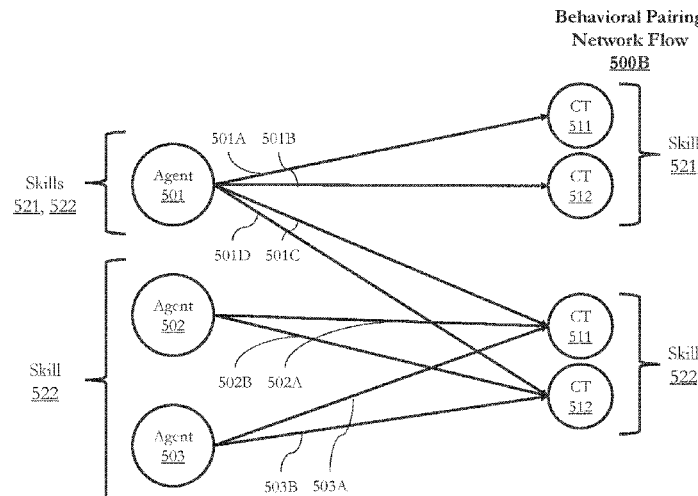 Behavioral Pairing
Network Flow
500B
CT
511
501A
501B
Skill
521
Agent
501
Skills
521, 522
CT
512
501D
501C
Agent
502
CT
511
Skill
522
Skill
522
502B
502A
CT
512
Agent
503
503B
503A